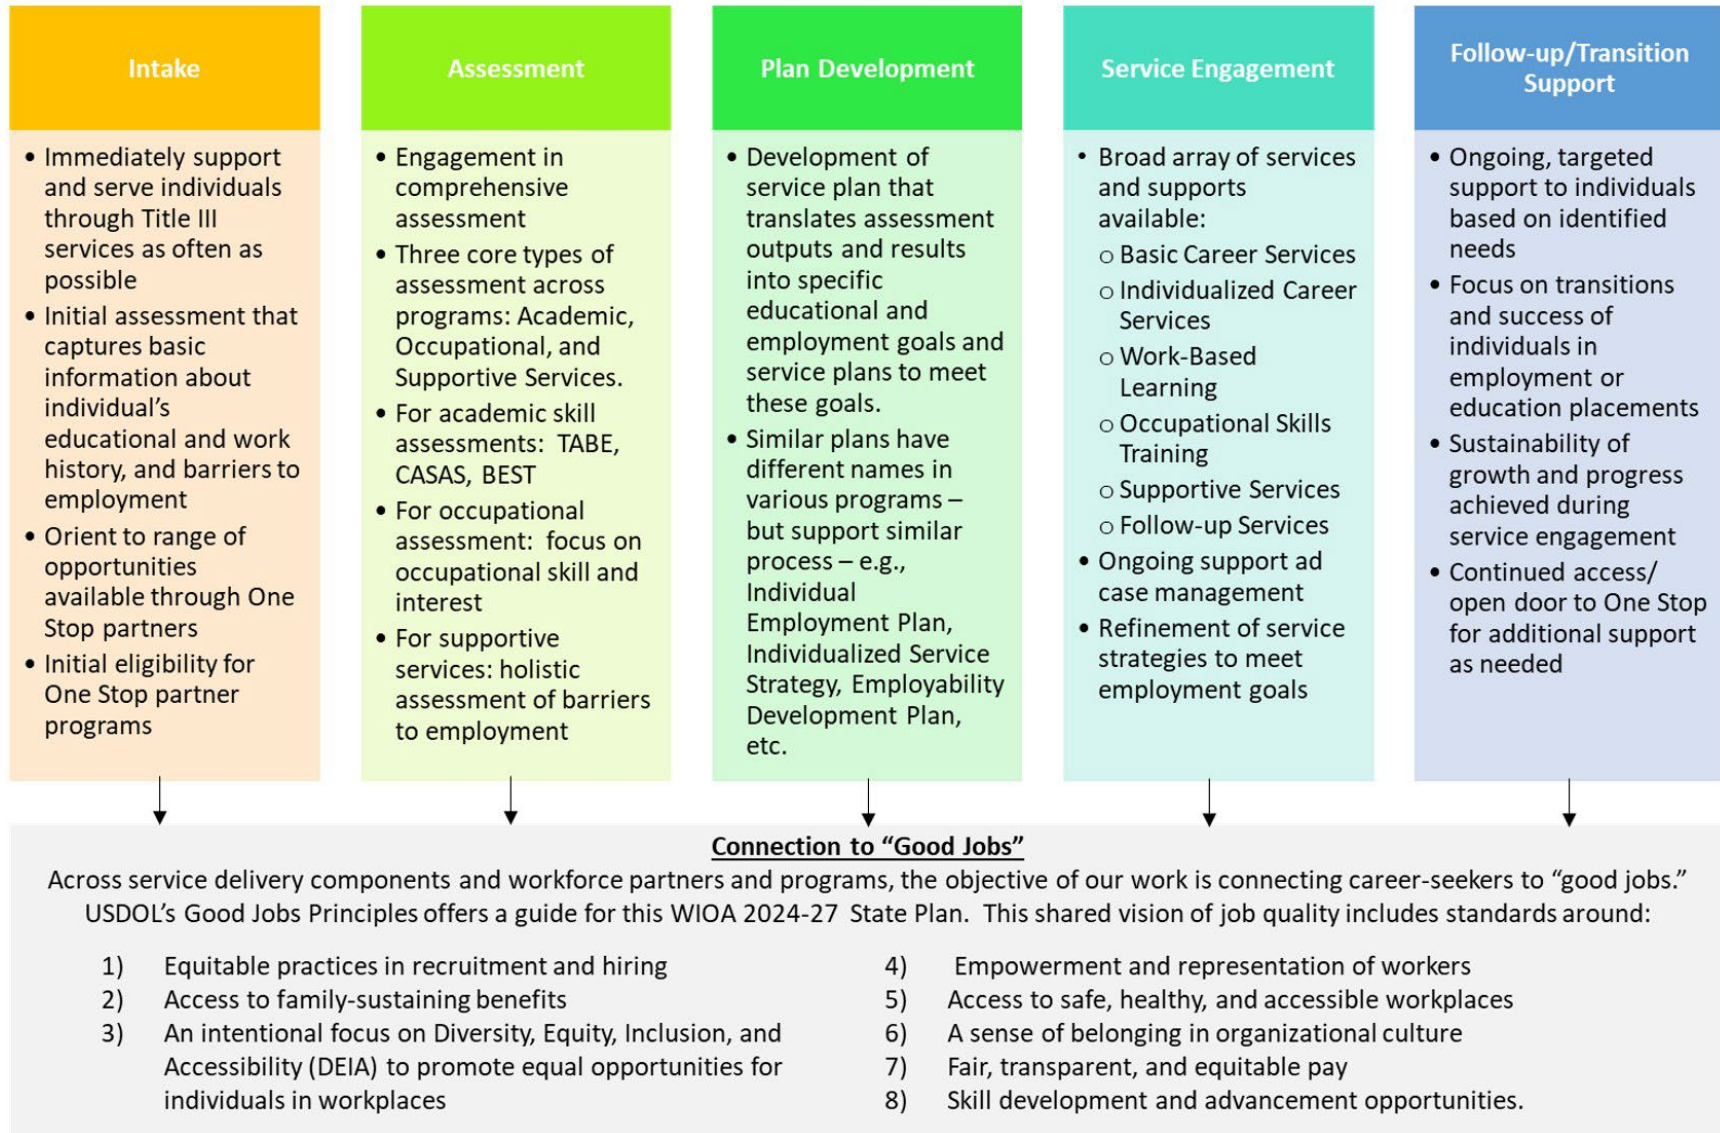 Intake
• Immediately support
and serve individuals
through Title III
services as often as
possible
• Initial assessment that
captures basic
information about
individual's
educational and work
history, and barriers to
employment
• Orient to range of
opportunities
available through One
Stop partners
• Initial eligibility for
One Stop partner
programs
Assessment
• Engagement in
comprehensive
assessment
• Three core types of
assessment across
programs: Academic,
Occupational, and
Supportive Services.
• For academic skill
assessments: TABE,
CASAS, BEST
• For occupational
assessment: focus on
occupational skill and
interest
• For supportive
services: holistic
assessment of barriers
to employment
Plan Development
• Development of
service plan that
translates assessment
outputs and results
into specific
educational and
employment goals and
service plans to meet
these goals.
• Similar plans have
different names in
various programs –
but support similar
process – e.g.,
Individual
Employment Plan,
Individualized Service
Strategy, Employability
Development Plan,
etc.
Service Engagement
• Broad array of services
and supports
available:
o Basic Career Services
o Individualized Career
Services
o Work-Based
Learning
o Occupational Skills
Training
o Supportive Services
o Follow-up Services
• Ongoing support ad
case management
• Refinement of service
strategies to meet
employment goals
Follow-up/Transition
Support
• Ongoing, targeted
support to individuals
based on identified
needs
• Focus on transitions
and success of
individuals in
employment or
education placements
• Sustainability of
growth and progress
achieved during
service engagement
• Continued access/
open door to One Stop
for additional support
as needed
Connection to “Good Jobs”
Across service delivery components and workforce partners and programs, the objective of our work is connecting career-seekers to “good jobs.”
USDOL’s Good Jobs Principles offers a guide for this WIOA 2024-27 State Plan. This shared vision of job quality includes standards around:
1) Equitable practices in recruitment and hiring
2) Access to family-sustaining benefits
3) An intentional focus on Diversity, Equity, Inclusion, and
Accessibility (DEIA) to promote equal opportunities for
individuals in workplaces
4) Empowerment and representation of workers
5) Access to safe, healthy, and accessible workplaces
6) A sense of belonging in organizational culture
7) Fair, transparent, and equitable pay
8) Skill development and advancement opportunities.